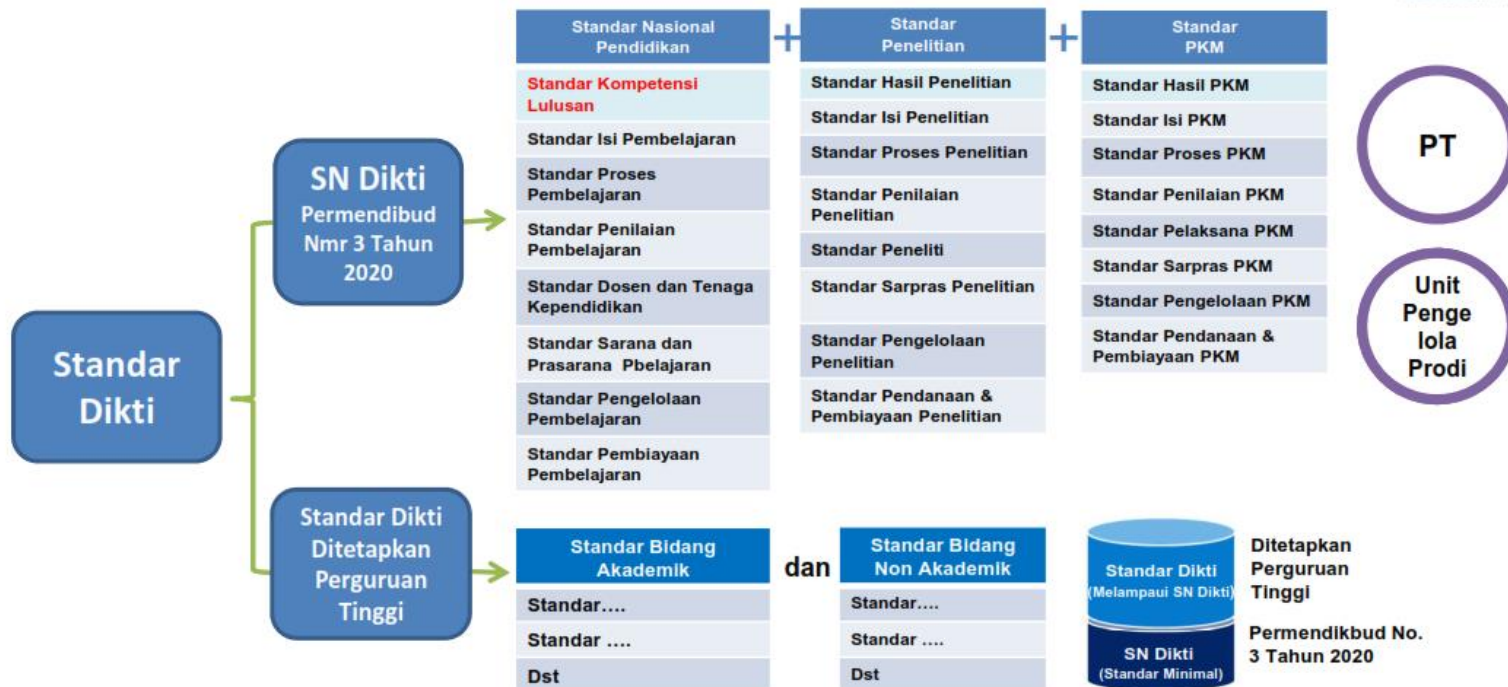 Standar Nasional
Pendidikan
+
Standar
Penelitian
+
Standar
PKM
Standar Kompetensi
Lulusan
Standar Isi Pembelajaran
Standar Proses
Pembelajaran
Standar Penilaian
Pembelajaran
Standar Dosen dan Tenaga
Kependidikan
Standar Sarana dan
Prasarana Pbelajaran
Standar Pengelolaan
Pembelajaran
Standar Pembiayaan
Pembelajaran
Standar Hasil Penelitian
Standar Isi Penelitian
Standar Proses Penelitian
Standar Penilaian
Penelitian
Standar Peneliti
Standar Sarpras Penelitian
Standar Pengelolaan
Penelitian
Standar Pendanaan &
Pembiayaan Penelitian
Standar Hasil PKM
Standar Isi PKM
Standar Proses PKM
Standar Penilaian PKM
Standar Pelaksana PKM
Standar Sarpras PKM
Standar Pengelolaan PKM
Standar Pendanaan &
Pembiayaan PKM
PT
Unit
Penge
lola
Prodi
SN Dikti
Permendibud
Nmr 3 Tahun
2020
Standar
Dikti
Standar Dikti
Ditetapkan
Perguruan
Tinggi
Standar Bidang
Akademik
Standar....
Standar ....
Dst
dan
Standar Bidang
Non Akademik
Standar....
Standar ....
Dst
Standar Dikti
(Melampaui SN Dikti)
SN Dikti
(Standar Minimal)
Ditetapkan
Perguruan
Tinggi
Permendikbud No.
3 Tahun 2020